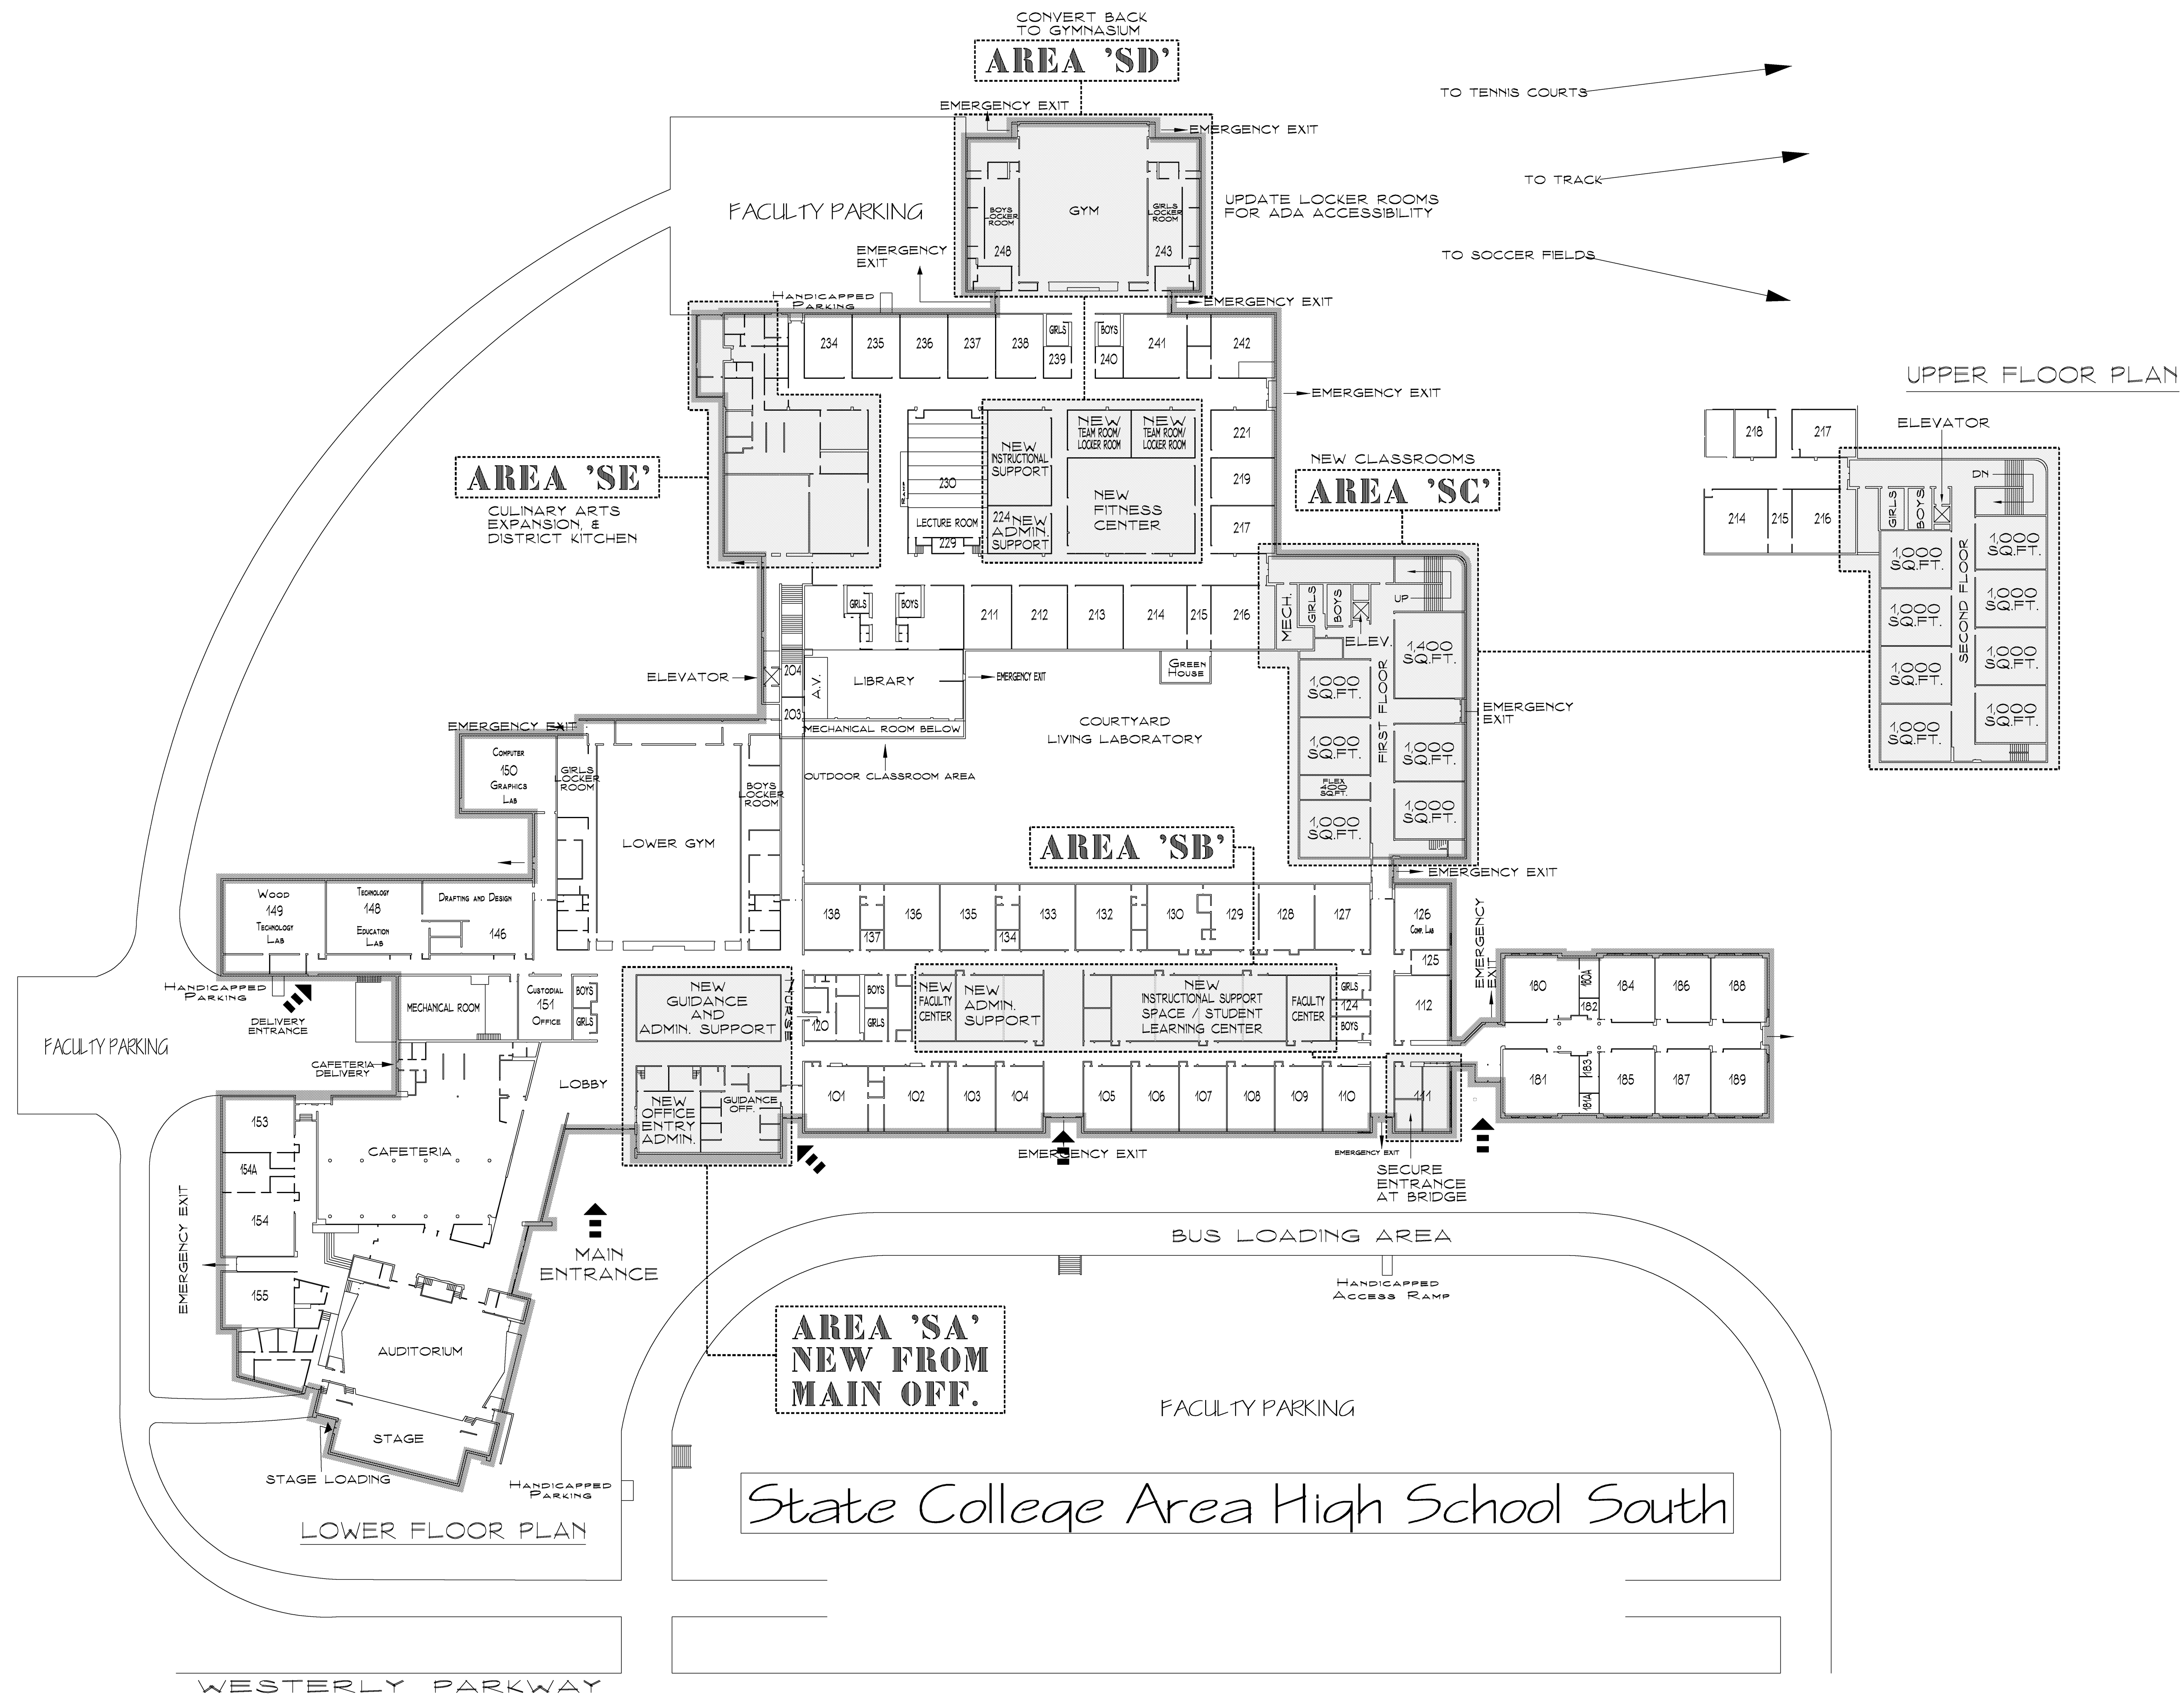 CONVERT BACK
TO GYMNASIUM
AREA 'SD'
EMERGENCY EXIT
EMERGENCY EXIT
TO TENNIS COURTS
TO TRACK
TO SOCCER FIELDS
FACULTY PARKING
BOYS
LOCKER
ROOM
248
GYM
GIRLS
LOCKER
ROOM
243
UPDATE LOCKER ROOMS
FOR ADA ACCESSIBILITY
EMERGENCY
EXIT
HANDICAPPED
PARKING
EMERGENCY EXIT
234
235
236
237
238
GIRLS
239
BOYS
240
241
242
EMERGENCY EXIT
UPPER FLOOR PLAN
218
217
ELEVATOR
DN
GIRLS
BOYS
214
215
216
SECOND FLOOR
1,000
SQ.FT.
1,000
SQ.FT.
1,000
SQ.FT.
1,000
SQ.FT.
1,000
SQ.FT.
1,000
SQ.FT.
1,000
SQ.FT.
1,000
SQ.FT.
AREA 'SE'
CULINARY ARTS
EXPANSION, &
DISTRICT KITCHEN
230
LECTURE ROOM
229
NEW
INSTRUCTIONAL
SUPPORT
224 NEW
ADMIN.
SUPPORT
NEW
TEAM ROOM/
LOCKER ROOM
NEW
TEAM ROOM/
LOCKER ROOM
NEW
FITNESS
CENTER
221
219
217
NEW CLASSROOMS
AREA 'SC'
GIRLS
BOYS
211
212
213
214
215
216
MECH.
GIRLS
BOYS
UP
ELEV.
1,400
SQ.FT.
FIRST FLOOR
1,000
SQ.FT.
1,000
SQ.FT.
FLEX
400
SQ.FT.
1,000
SQ.FT.
1,000
SQ.FT.
1,000
SQ.FT.
EMERGENCY
EXIT
ELEVATOR
204
203
A.V.
LIBRARY
EMERGENCY EXIT
GREEN
HOUSE
MECHANICAL ROOM BELOW
OUTDOOR CLASSROOM AREA
COURTYARD
LIVING LABORATORY
EMERGENCY EXIT
COMPUTER
150
GRAPHICS
LAB
GIRLS
LOCKER
ROOM
LOWER GYM
BOYS
LOCKER
ROOM
AREA 'SB'
EMERGENCY EXIT
WOOD
149
TECHNOLOGY
LAB
TECHNOLOGY
148
EDUCATION
LAB
DRAFTING AND DESIGN
146
138
137
136
135
134
133
132
130
129
128
127
126
COMP. LAB
125
112
EMERGENCY
EXIT
180
180A
182
184
186
188
181
183
181A
185
187
189
HANDICAPPED
PARKING
DELIVERY
ENTRANCE
MECHANICAL ROOM
CUSTODIAL
151
OFFICE
BOYS
GIRLS
NEW
GUIDANCE
AND
ADMIN. SUPPORT
120
BOYS
GIRLS
NEW
FACULTY
CENTER
NEW
ADMIN.
SUPPORT
NEW
INSTRUCTIONAL SUPPORT
SPACE / STUDENT
LEARNING CENTER
FACULTY
CENTER
GIRLS
124
BOYS
FACULTY PARKING
CAFETERIA
DELIVERY
LOBBY
NEW
OFFICE
ENTRY
ADMIN.
GUIDANCE
OFF.
101
102
103
104
105
106
107
108
109
110
111
EMERGENCY EXIT
EMERGENCY EXIT
SECURE
ENTRANCE
AT BRIDGE
153
154A
154
155
CAFETERIA
EMERGENCY EXIT
MAIN
ENTRANCE
BUS LOADING AREA
HANDICAPPED
ACCESS RAMP
AUDITORIUM
STAGE
STAGE LOADING
AREA 'SA'
NEW FROM
MAIN OFF.
FACULTY PARKING
HANDICAPPED
PARKING
State College Area High School South
LOWER FLOOR PLAN
WESTERLY PARKWAY